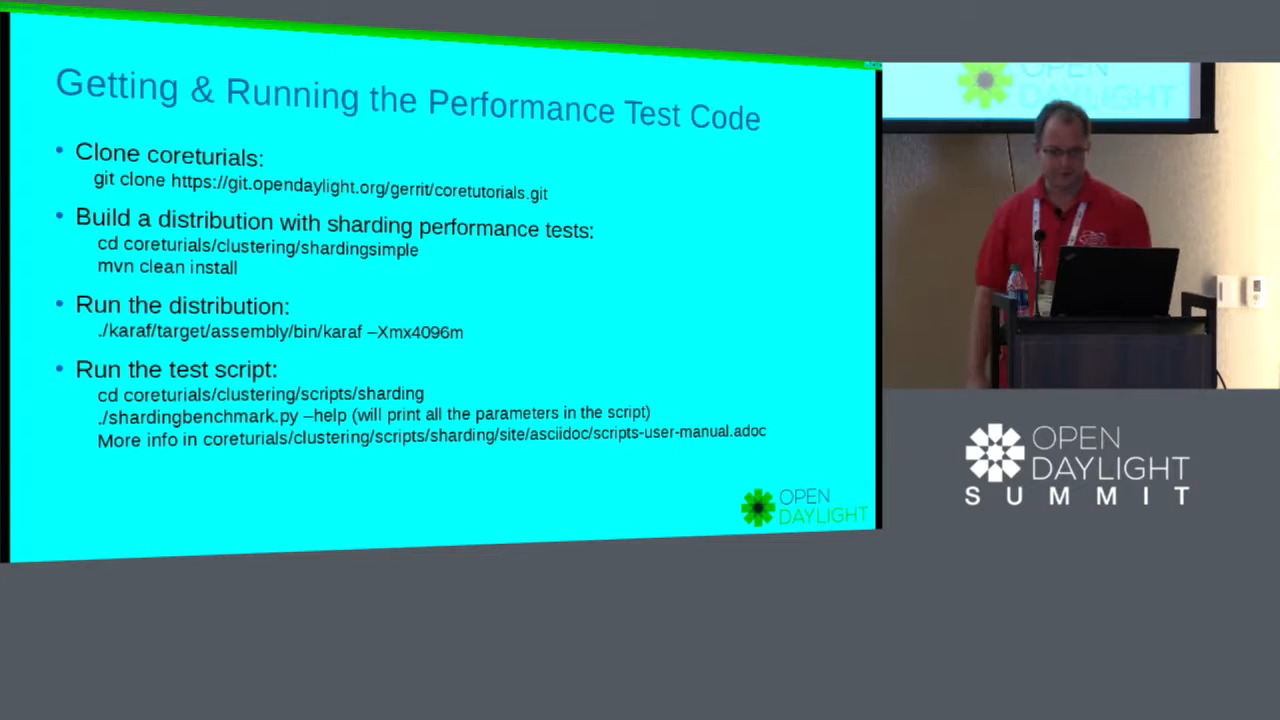 Getting & Running the Performance Test Code
• Clone coreturials:
git clone https://git.opendaylight.org/gerrit/coretutorials.git
• Build a distribution with sharding performance tests:
cd coreturials/clustering/shardingsimple
mvn clean install
• Run the distribution:
./karaf/target/assembly/bin/karaf –Xmx4096m
• Run the test script:
cd coreturials/clustering/scripts/sharding
./shardingbenchmark.py –help (will print all the parameters in the script)
More info in coreturials/clustering/scripts/sharding/site/asciidoc/scripts-user-manual.adoc
OPEN
DAYLIGHT
OPEN
DAYLIGHT
OPEN
DAYLIGHT
SUMMIT